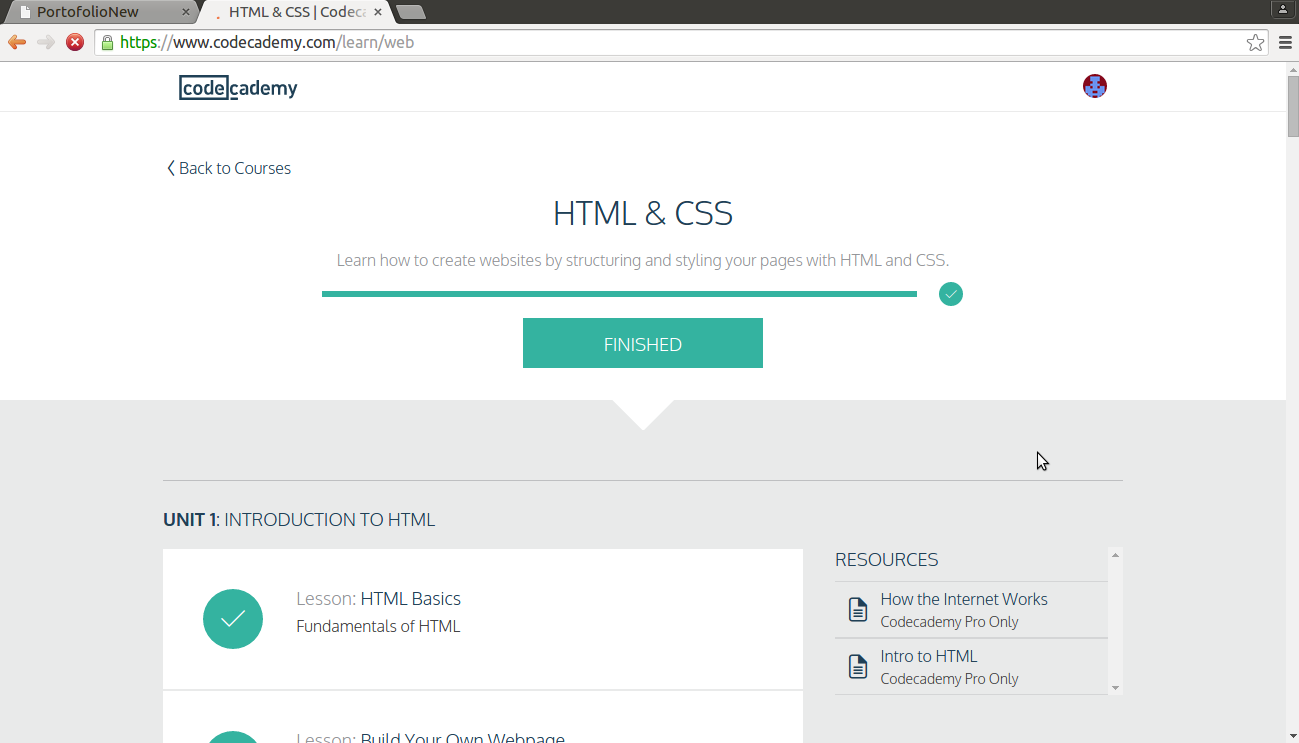 PortofolioNew
HTML & CSS | Codeca
https://www.codecademy.com/learn/web
codecademy
Back to Courses
HTML & CSS
Learn how to create websites by structuring and styling your pages with HTML and CSS.
FINISHED
UNIT 1: INTRODUCTION TO HTML
Lesson: HTML Basics
Fundamentals of HTML
Lesson: Build Your Own Webpage
RESOURCES
How the Internet Works
Codecademy Pro Only
Intro to HTML
Codecademy Pro Only